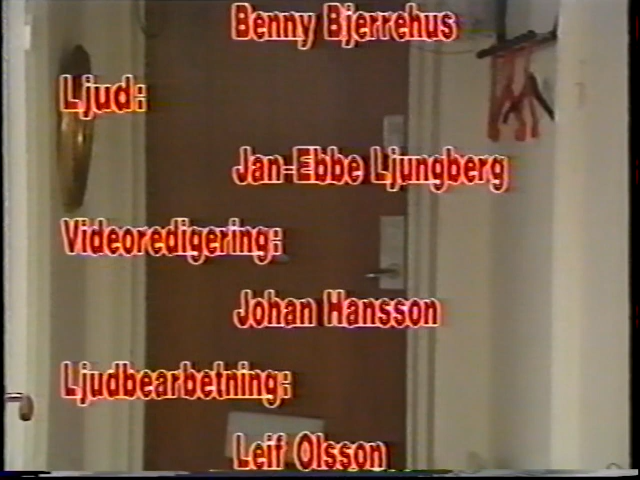 Benny Bjerrehus
Ljud:
Jan-Ebbe Ljungberg
Videoredigering:
Johan Hansson
Ljudbearbetning:
Leif Olsson